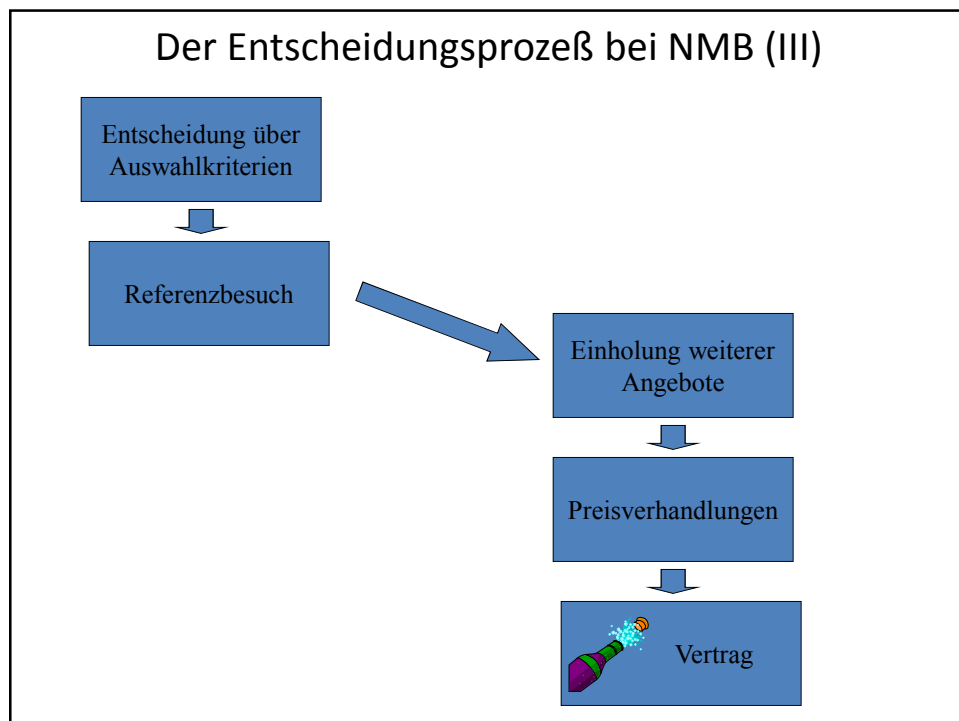 Der Entscheidungsprozeß bei NMB (III)
Entscheidung über
Auswahlkriterien
Referenzbesuch
Einholung weiterer
Angebote
Preisverhandlungen
Vertrag